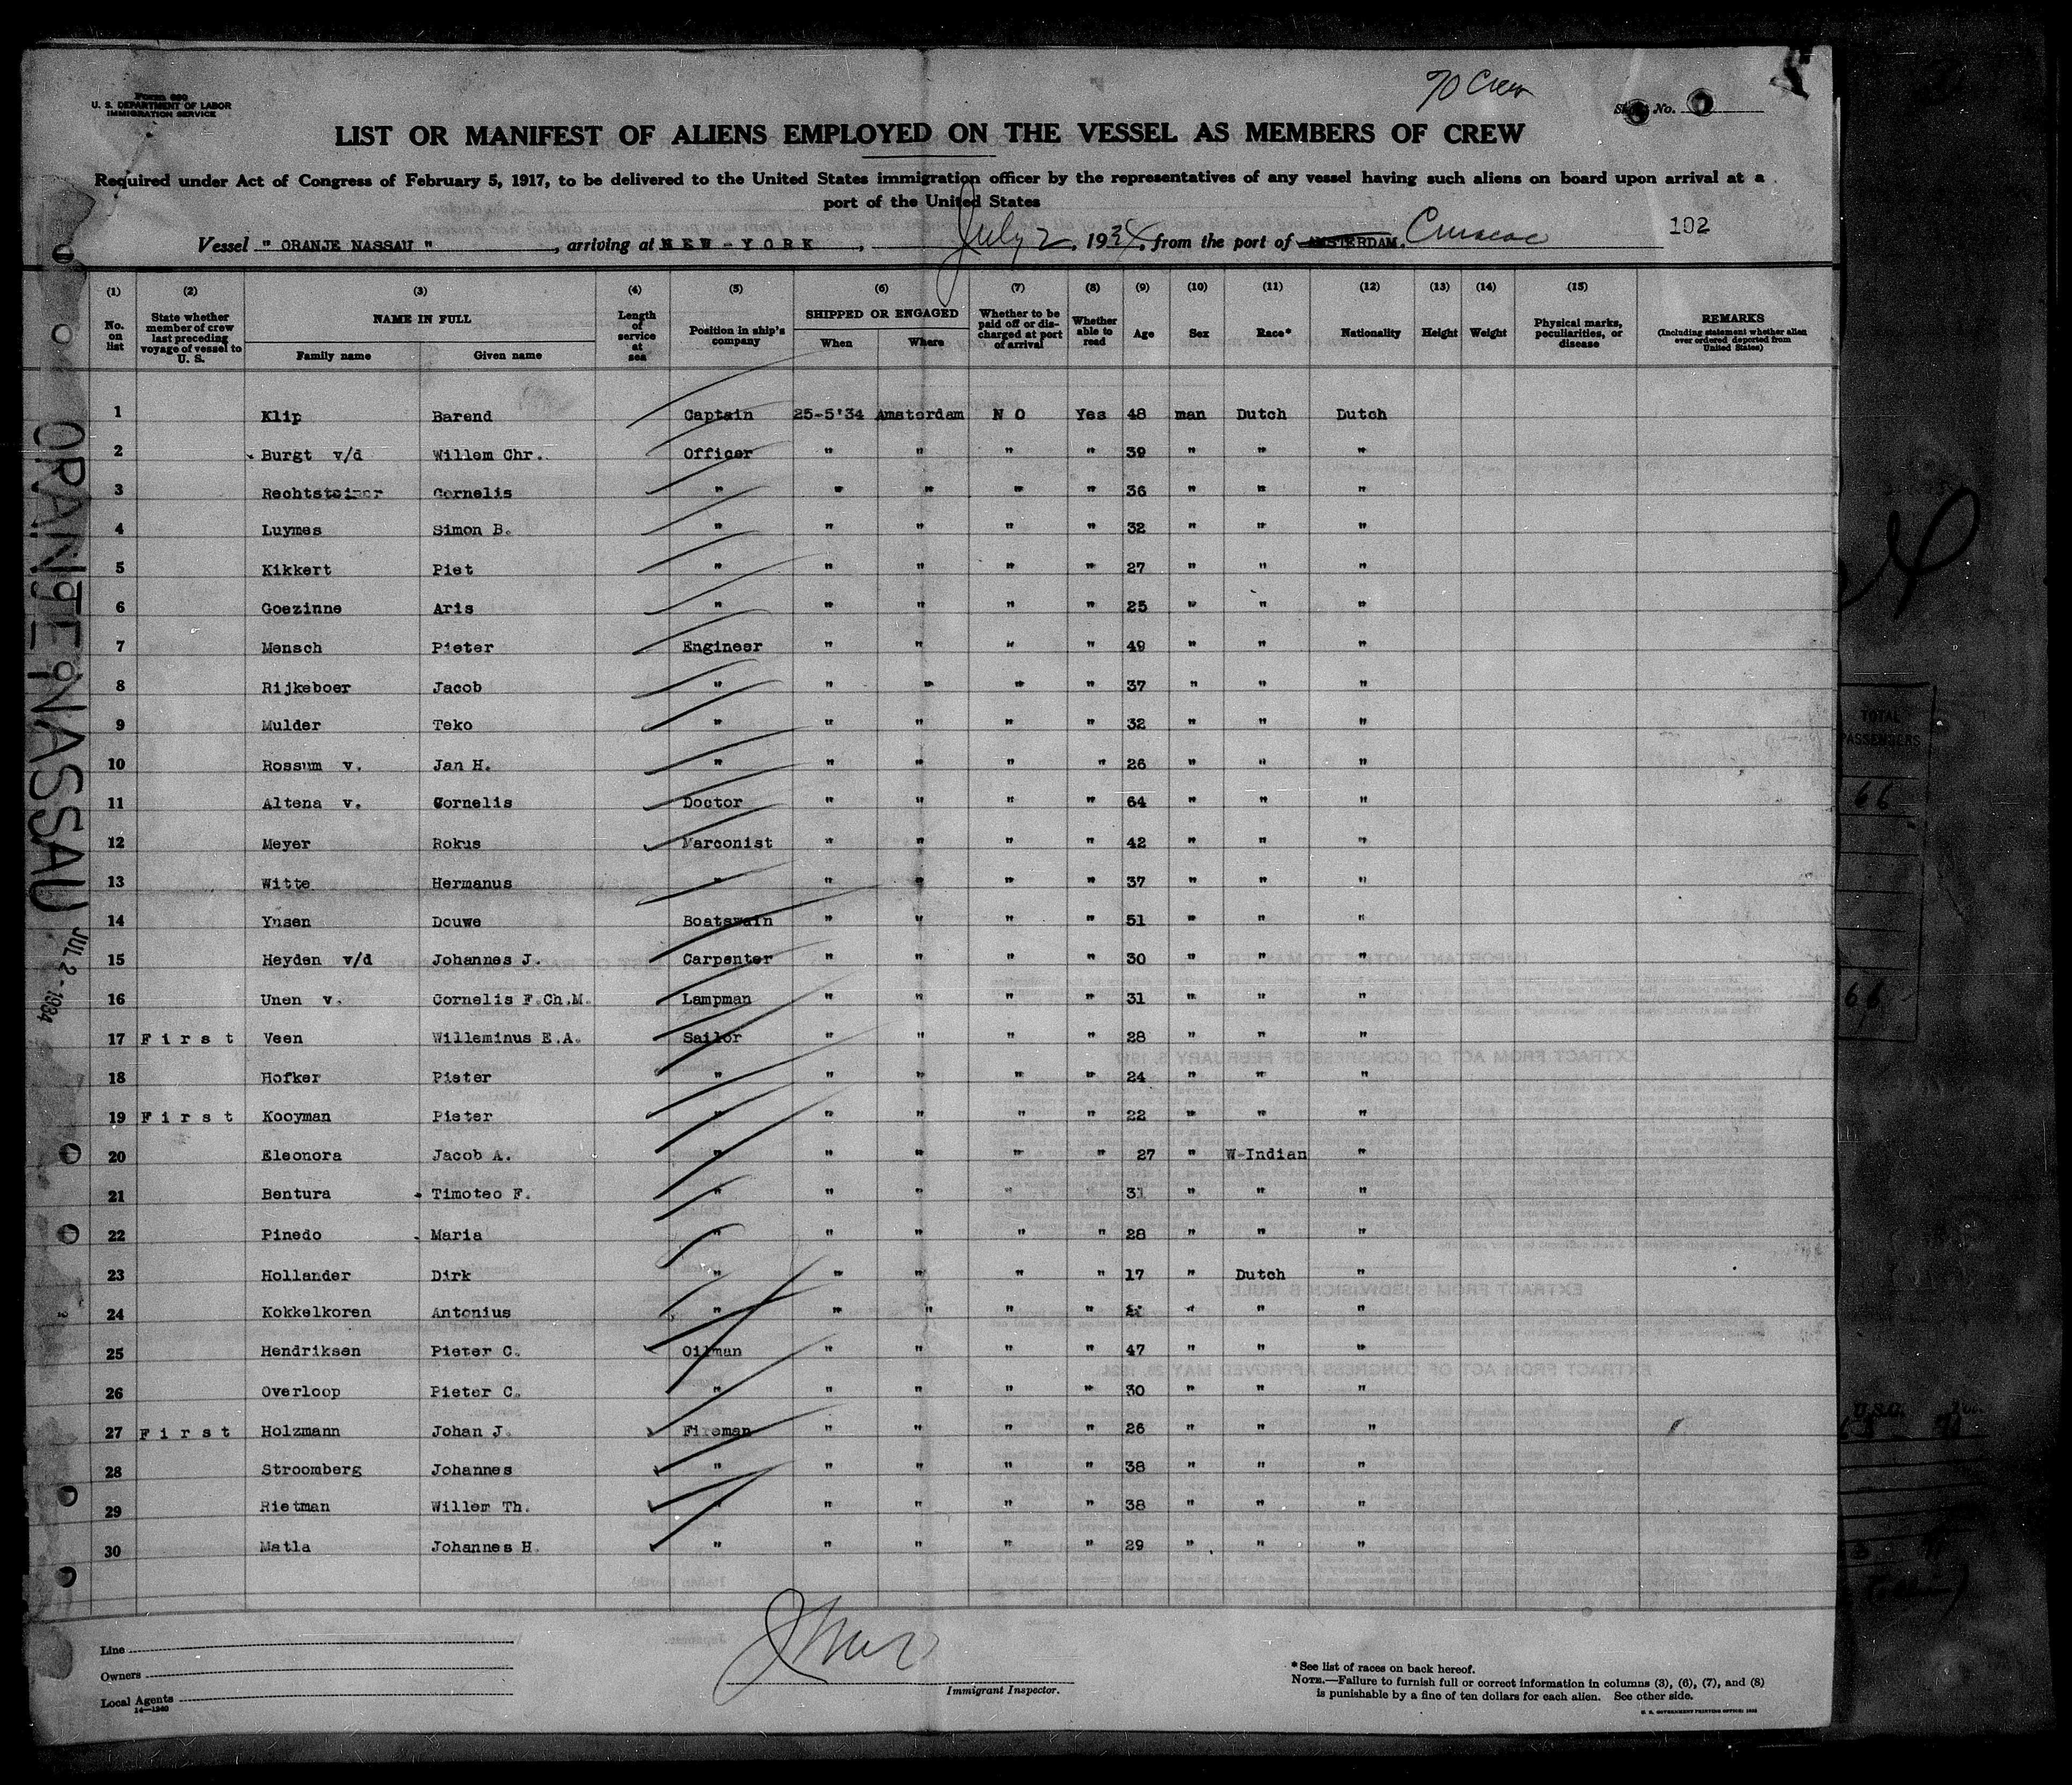 Form 680
U. S. DEPARTMENT OF LABOR
IMMIGRATION SERVICE
70 Crew
No.
LIST OR MANIFEST OF ALIENS EMPLOYED ON THE VESSEL AS MEMBERS OF CREW
Required under Act of Congress of February 5, 1917, to be delivered to the United States immigration officer by the representatives of any vessel having such aliens on board upon arrival at a
port of the United States
Vessel " ORANJE NASSAU " , arriving at NEW-YORK , July 2, 1934, from the port of AMSTERDAM. 102
(1) (2) (3) (4) (5) (6) (7) (8) (9) (10) (11) (12) (13) (14) (15)
No. on list State whether member of crew last preceding voyage of vessel to U. S. NAME IN FULL Length of service at sea Position in ship's company SHIPPED OR ENGAGED Whether to be paid off or discharged at port of arrival Whether able to read Age Sex Race* Nationality Height Weight Physical marks, peculiarities, or disease REMARKS (Including statement whether alien ever ordered deported from United States)
Family name Given name When Where
1 Klip Barend Captain 25-5'34 Amsterdam N O Yes 48 man Dutch Dutch
2 Burgt v/d Willem Chr. Officer " " " " 39 " " "
3 Rechtsteiner Cornelis " " " " " 36 " " "
4 Luymes Simon B. " " " " " 32 " " "
5 Kikkert Piet " " " " " 27 " " "
6 Goezinne Aris " " " " " 25 " " "
7 Mensch Pieter Engineer " " " " 49 " " "
8 Rijkeboer Jacob " " " " " 37 " " "
9 Mulder Teko " " " " " 32 " " "
10 Rossum v. Jan H. " " " " " 26 " " "
11 Altena v. Cornelis Doctor " " " " 64 " " "
12 Meyer Rokus Marconist " " " " 42 " " "
13 Witte Hermanus " " " " " 37 " " "
14 Ynsen Douwe Boatswain " " " " 51 " " "
15 Heyden v/d Johannes J. Carpenter " " " " 30 " " "
16 Unen v. Cornelis F.Ch.M. Lampman " " " " 31 " " "
17 First Veen Willeminus E.A. Sailor " " " " 28 " " "
18 Hofker Pieter " " " " " 24 " " "
19 First Kooyman Pieter " " " " " 22 " " "
20 Eleonora Jacob A. " " " " " 27 " W-Indian "
21 Bentura Timoteo F. " " " " " 31 " " "
22 Pinedo Maria " " " " " 28 " " "
23 Hollander Dirk " " " " " 17 " Dutch "
24 Kokkelkoren Antonius " " " " " " " "
25 Hendriksen Pieter C. Oilman " " " " 47 " " "
26 Overloop Pieter C. " " " " " 30 " " "
27 First Holzmann Johan J. Fireman " " " " 26 " " "
28 Stroomberg Johannes " " " " " 38 " " "
29 Rietman Willem Th. " " " " " 38 " " "
30 Matla Johannes H. " " " " " 29 " " "
Line
Owners
Local Agents
14—1240
Immigrant Inspector.
* See list of races on back hereof.
NOTE.—Failure to furnish full or correct information in columns (3), (6), (7), and (8)
is punishable by a fine of ten dollars for each alien. See other side.
U. S. GOVERNMENT PRINTING OFFICE:
ORANJE NASSAU
JUL 2-1934
TOTAL
PASSENGERS
66
66